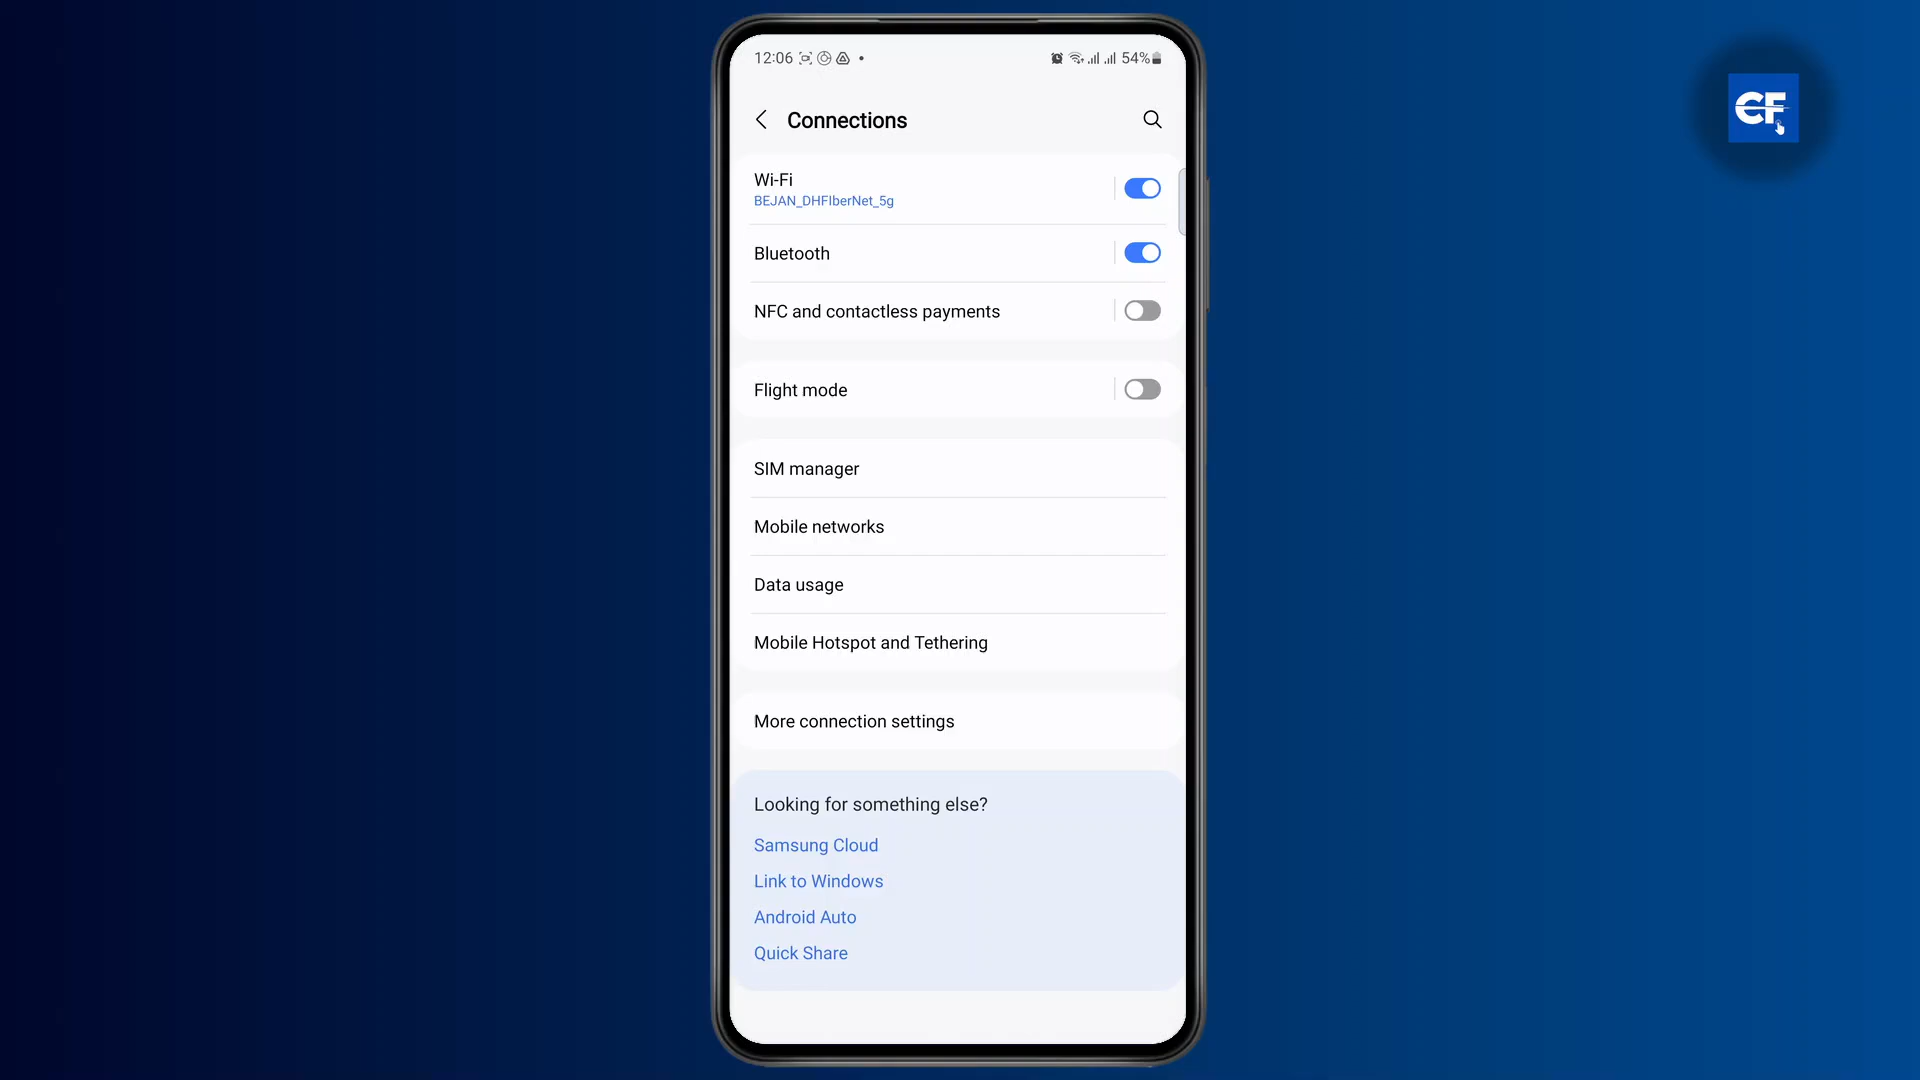 12:06
54%
Connections
Wi-Fi
BEJAN_DHFIberNet_5g
Bluetooth
NFC and contactless payments
Flight mode
SIM manager
Mobile networks
Data usage
Mobile Hotspot and Tethering
More connection settings
Looking for something else?
Samsung Cloud
Link to Windows
Android Auto
Quick Share
CF